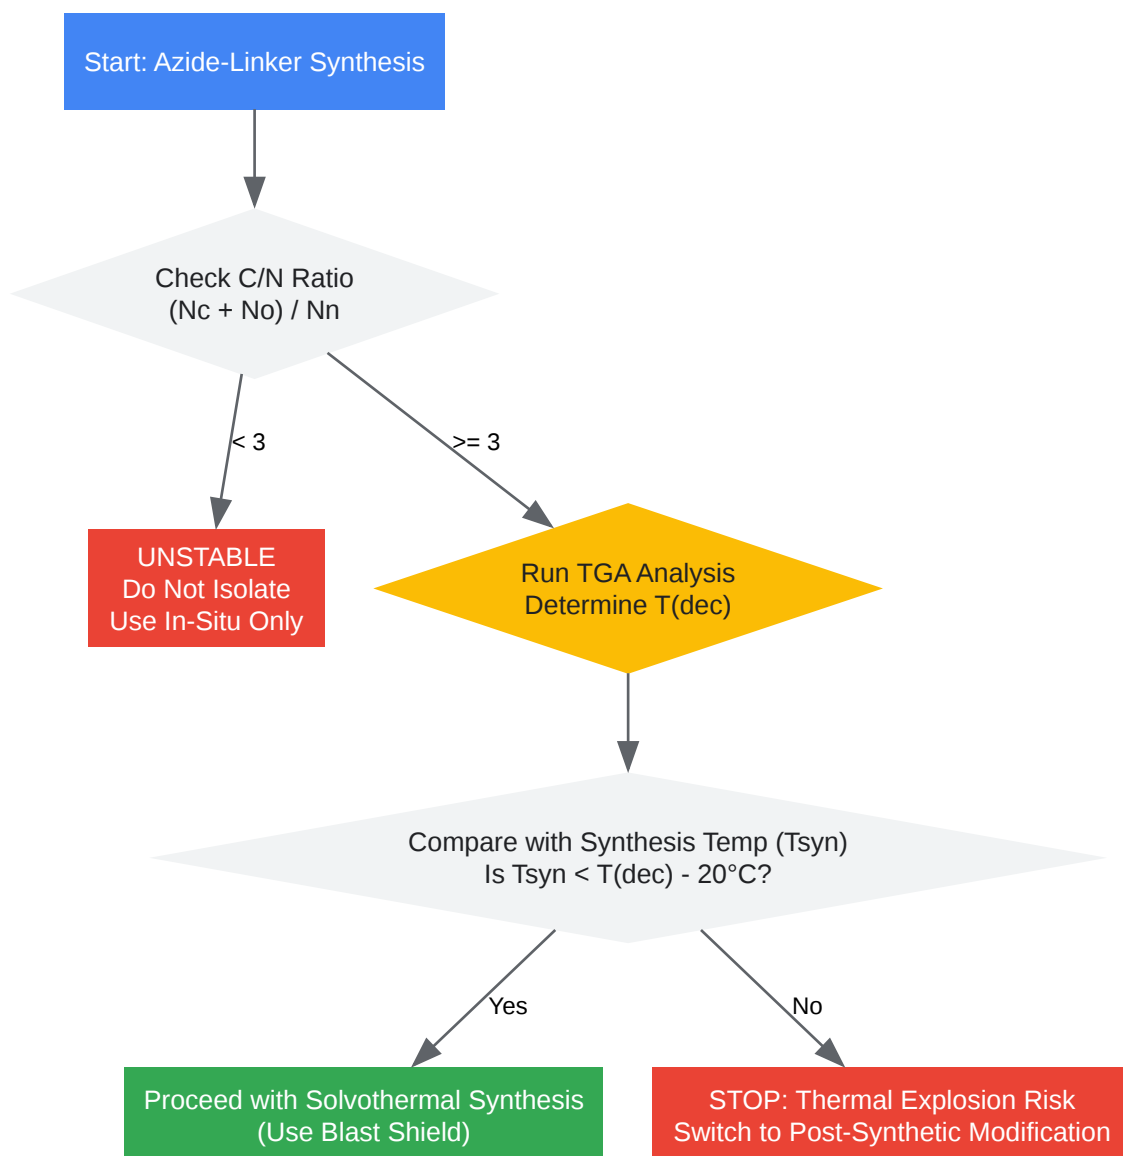 Start: Azide-Linker Synthesis
Check C/N Ratio
(Nc + No) / Nn
< 3
>= 3
UNSTABLE
Do Not Isolate
Use In-Situ Only
Run TGA Analysis
Determine T(dec)
Compare with Synthesis Temp (Tsyn)
Is Tsyn < T(dec) - 20°C?
Yes
No
Proceed with Solvothermal Synthesis
(Use Blast Shield)
STOP: Thermal Explosion Risk
Switch to Post-Synthetic Modification